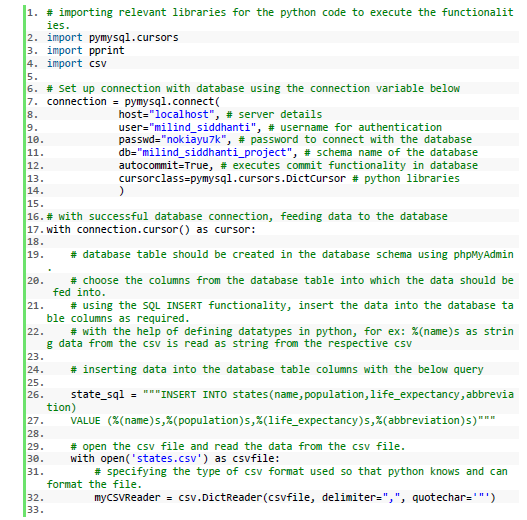 1. # importing relevant libraries for the python code to execute the functionalit
ies.
2. import pymysql.cursors
3. import pprint
4. import csv
5.
6. # Set up connection with database using the connection variable below
7. connection = pymysql.connect(
8. host="localhost", # server details
9. user="milind_siddhanti", # username for authentication
10. passwd="nokiayu7k", # password to connect with the database
11. db="milind_siddhanti_project", # schema name of the database
12. autocommit=True, # executes commit functionality in database
13. cursorclass=pymysql.cursors.DictCursor # python libraries
14. )
15.
16. # with successful database connection, feeding data to the database
17. with connection.cursor() as cursor:
18.
19. # database table should be created in the database schema using phpMyAdmin
.
20. # choose the columns from the database table into which the data should be
fed into.
21. # using the SQL INSERT functionality, insert the data into the database ta
ble columns as required.
22. # with the help of defining datatypes in python, for ex: %(name)s as strin
g data from the csv is read as string from the respective csv
23.
24. # inserting data into the database table columns with the below query
25.
26. state_sql = """INSERT INTO states(name,population,life_expectancy,abbrevia
tion)
27. VALUE (%(name)s,%(population)s,%(life_expectancy)s,%(abbreviation)s)"""
28.
29. # open the csv file and read the data from the csv file.
30. with open('states.csv') as csvfile:
31. # specifying the type of csv format used so that python knows and can
format the file.
32. myCSVReader = csv.DictReader(csvfile, delimiter=",", quotechar='"')
33.